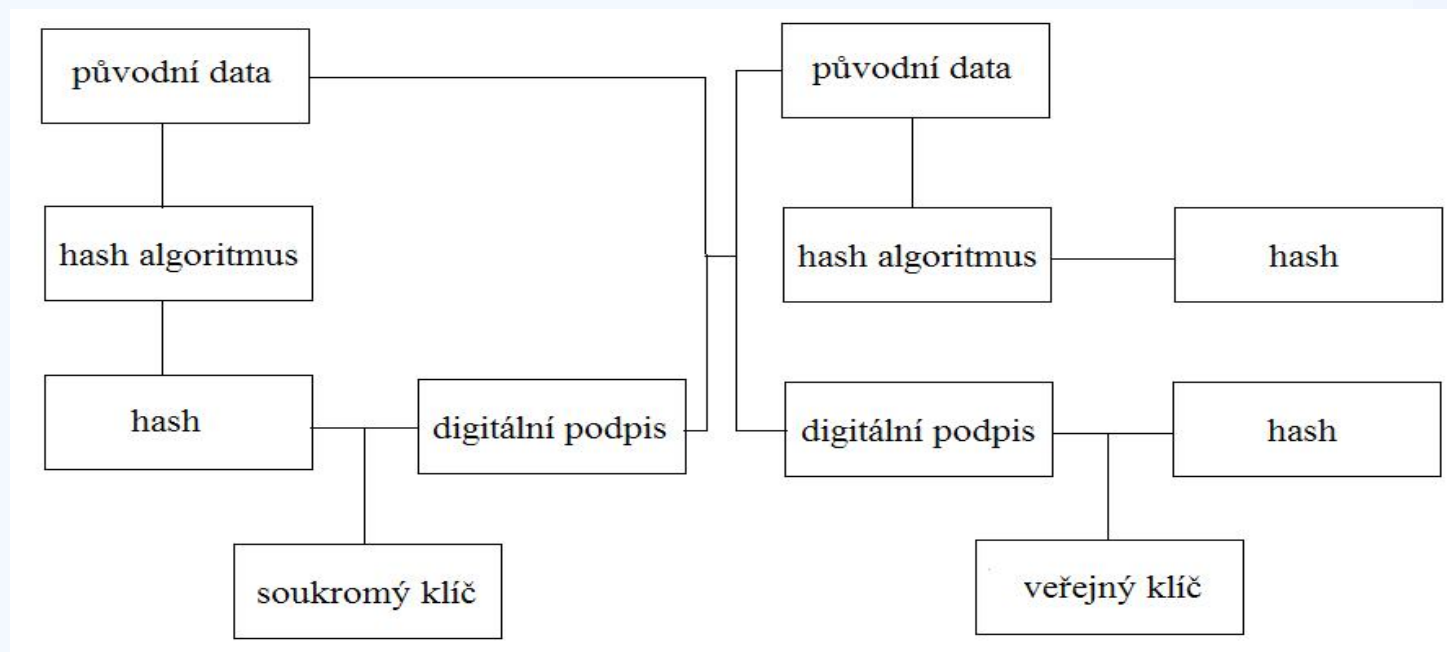 původní data
hash algoritmus
hash
digitální podpis
soukromý klíč
původní data
hash algoritmus
hash
digitální podpis
hash
veřejný klíč